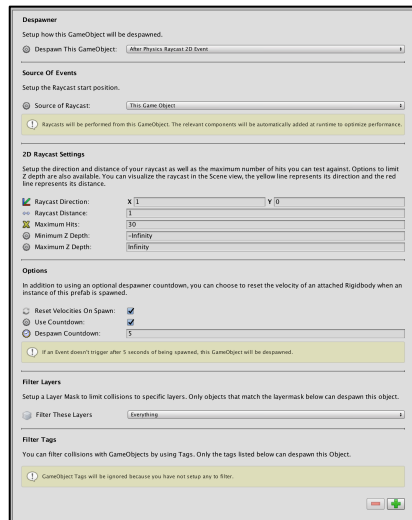 Despawner
Setup how this GameObject will be despawned.
Despawn This GameObject: After Physics Raycast 2D Event
Source Of Events
Setup the Raycast start position.
Source of Raycast: This Game Object
Raycasts will be performed from this GameObject. The relevant components will be automatically added at runtime to optimize performance.
2D Raycast Settings
Setup the direction and distance of your raycast as well as the maximum number of hits you can test against. Options to limit
Z depth are also available. You can visualize the raycast in the Scene view, the yellow line represents its direction and the red
line represents its distance.
Raycast Direction: X 1 Y 0
Raycast Distance: 1
Maximum Hits: 30
Minimum Z Depth: -Infinity
Maximum Z Depth: Infinity
Options
In addition to using an optional despawner countdown, you can choose to reset the velocity of an attached Rigidbody when an
instance of this prefab is spawned.
Reset Velocities On Spawn:
Use Countdown:
Despawn Countdown: 5
If an Event doesn't trigger after 5 seconds of being spawned, this GameObject will be despawned.
Filter Layers
Setup a Layer Mask to limit collisions to specific layers. Only objects that match the layermask below can despawn this object.
Filter These Layers Everything
Filter Tags
You can filter collisions with GameObjects by using Tags. Only the tags listed below can despawn this Object.
GameObject Tags will be ignored because you have not setup any to filter.